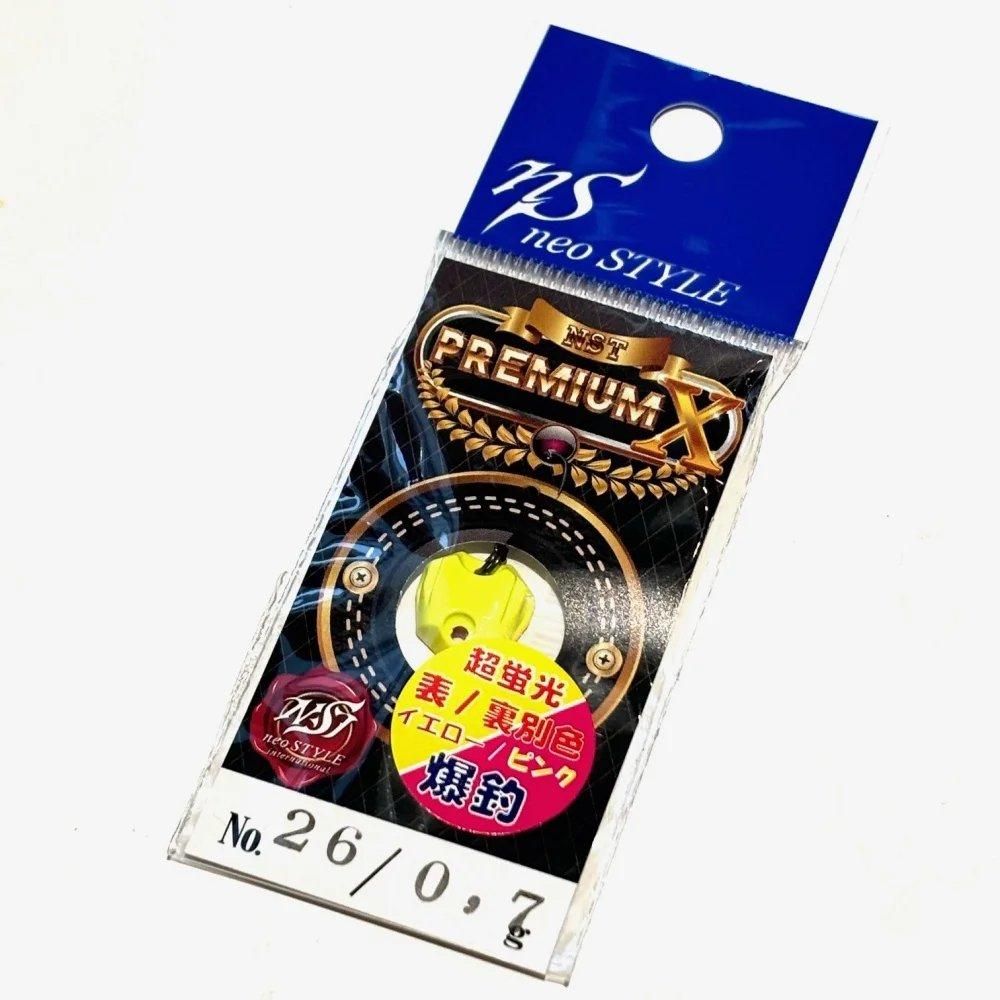 ns
neo STYLE
NST
PREMIUM X
超蛍光
表/裏別色
イエロー/ピンク
爆釣
NST
neo STYLE
international
No. 26/0,7g